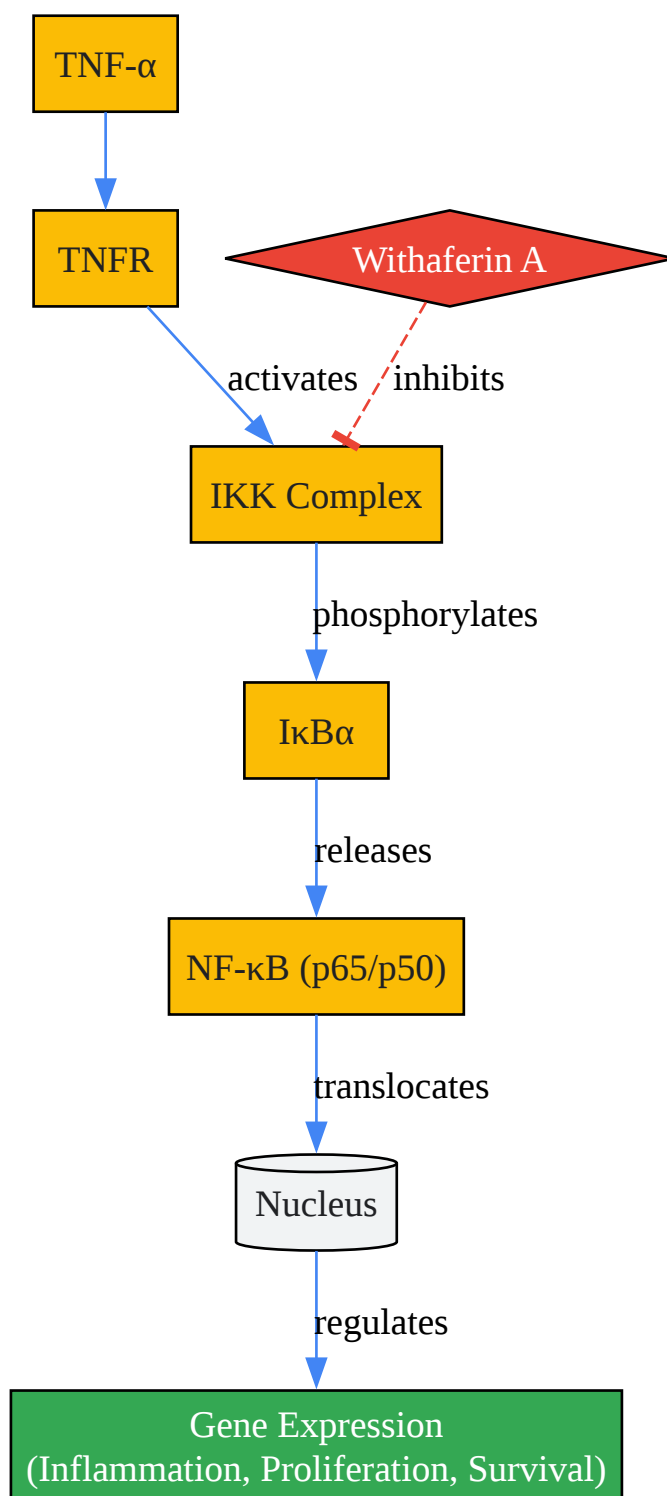 TNF-α
TNFR
Withaferin A
activates
inhibits
IKK Complex
phosphorylates
IκBα
releases
NF-κB (p65/p50)
translocates
Nucleus
regulates
Gene Expression
(Inflammation, Proliferation, Survival)